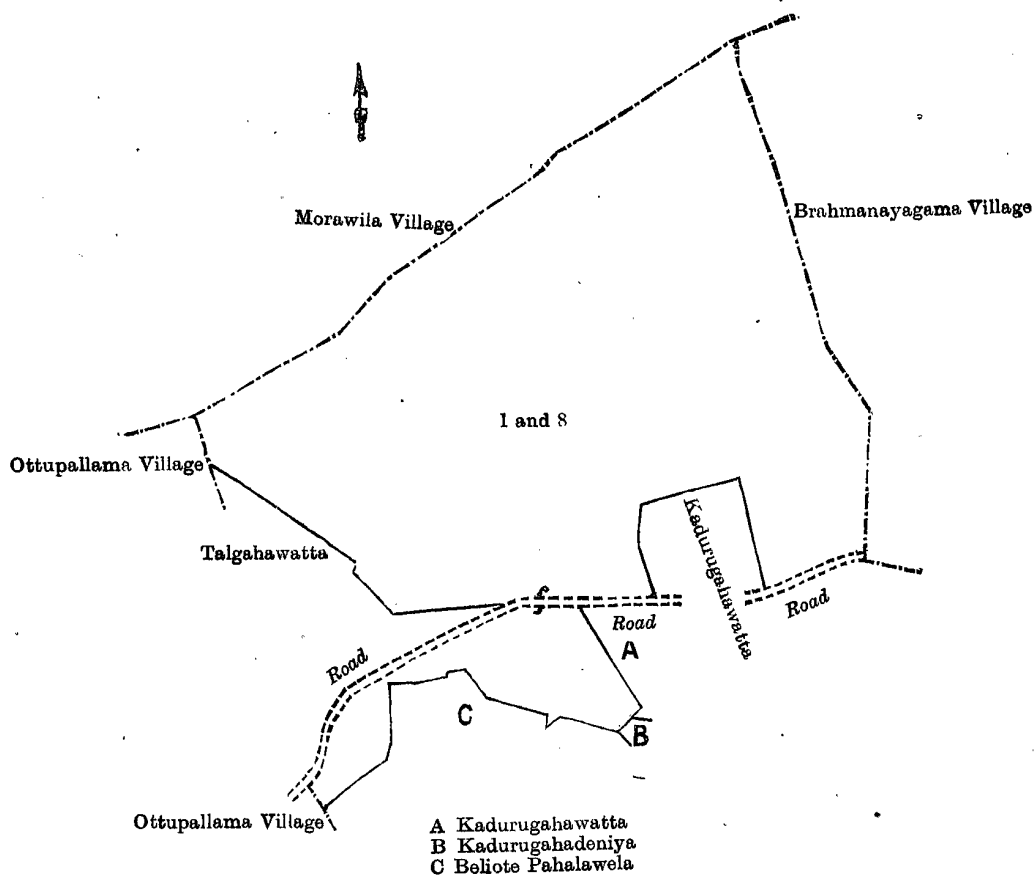 Morawila Village
Brahmanayagama Village
1 and 8
Ottupallama Village
Talgahawatta
Kadurugahawatta
Road
Road
A
Road
C
B
Ottupallama Village
A Kadurugahawatta
B Kadurugahadeniya
C Beliote Pahalawela